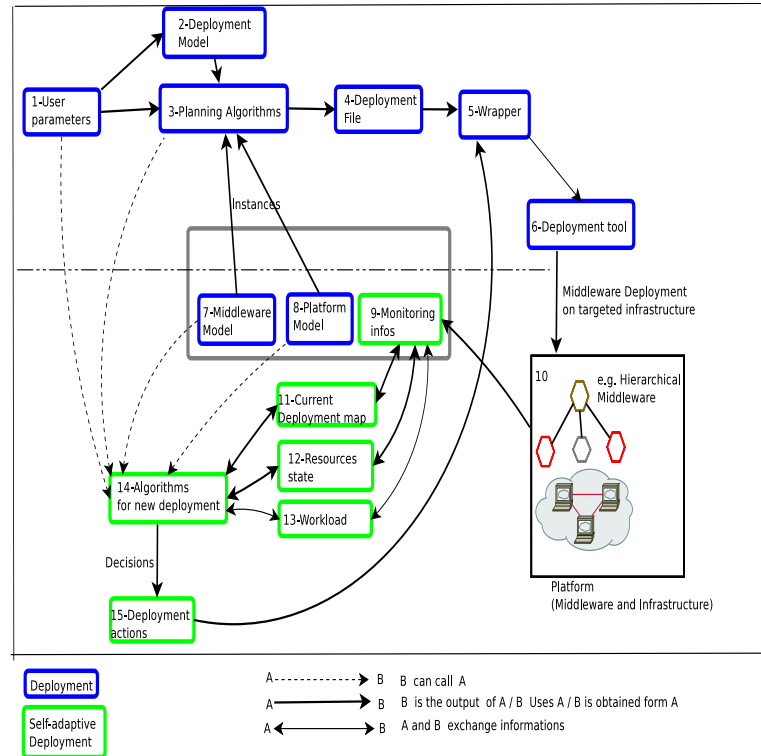 2-Deployment
Model
1-User
parameters
3-Planning Algorithms
4-Deployment
File
5-Wrapper
Instances
6-Deployment tool
7-Middleware
Model
8-Platform
Model
9-Monitoring
infos
Middleware Deployment
on targeted infrastructure
10
e.g. Hierarchical
Middleware
11-Current
Deployment map
12-Resources
state
14-Algorithms
for new deployment
13-Workload
Decisions
15-Deployment
actions
Platform
(Middleware and Infrastructure)
Deployment
A B B can call A
Self-adaptive
Deployment
A B B is the output of A / B Uses A / B is obtained form A
A B A and B exchange informations